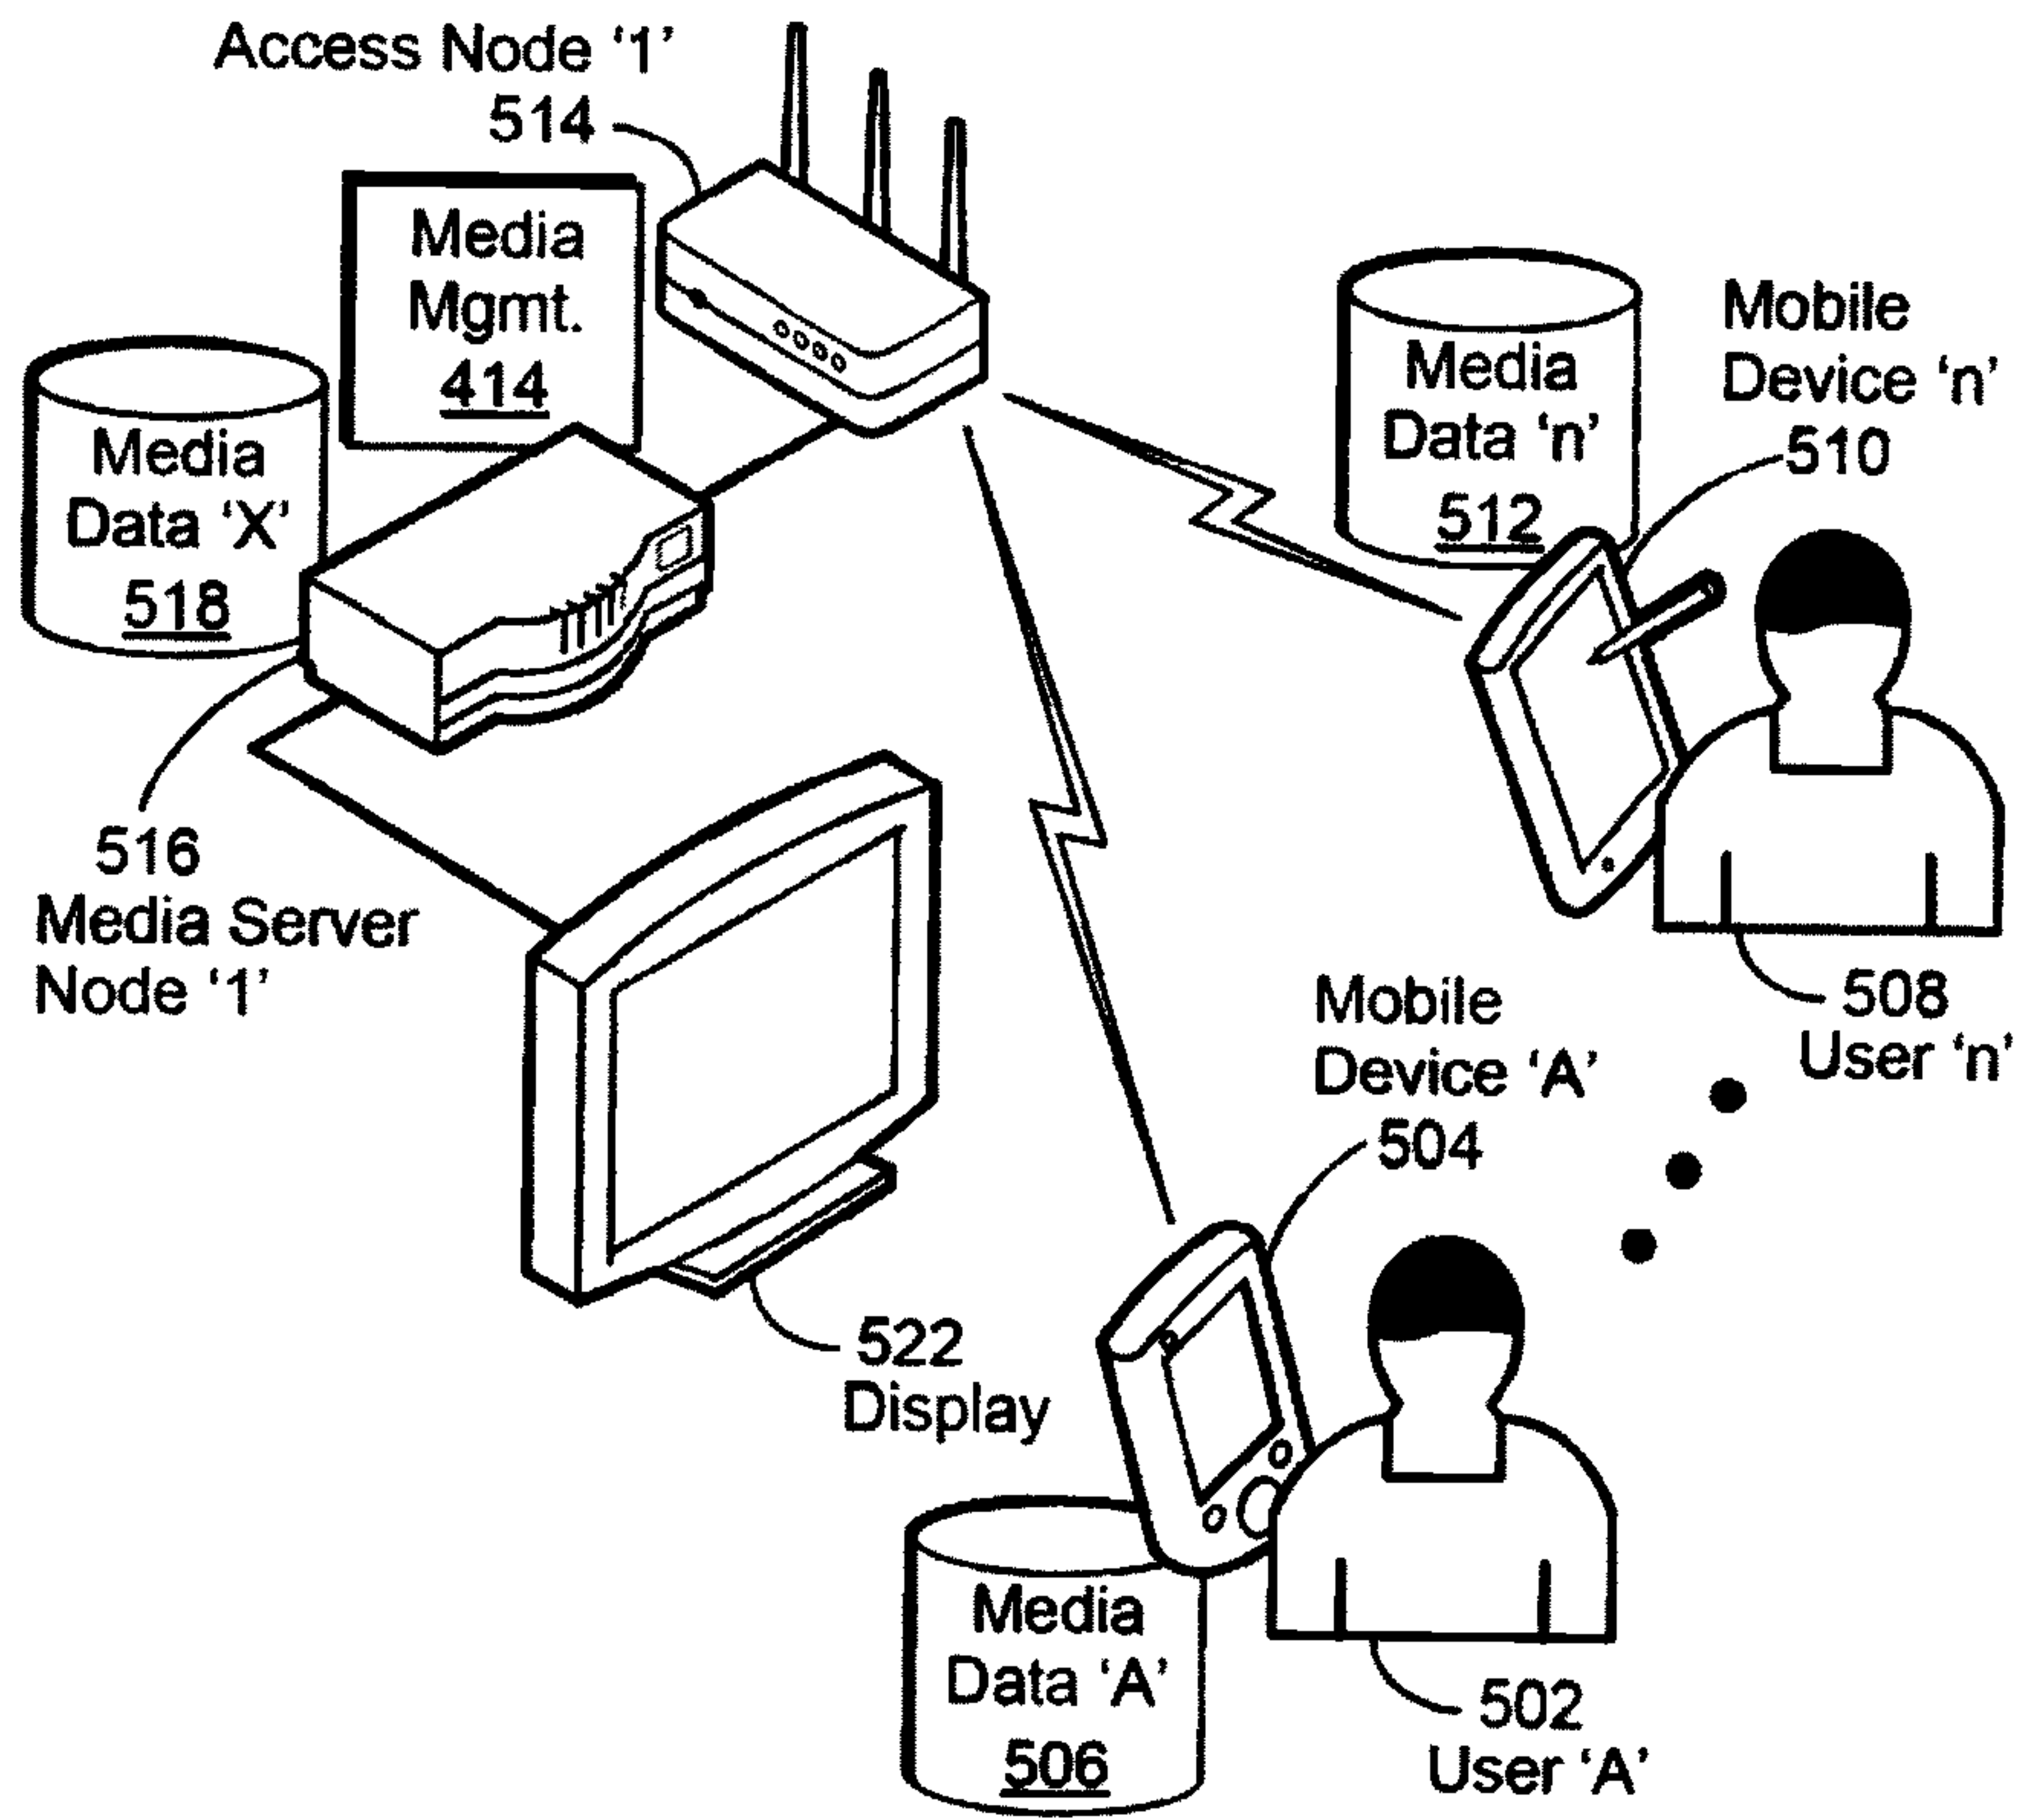 Access Node ‘1’
514
Media
Mgmt.
414
Media
Data ‘X’
518
516
Media Server
Node ‘1’
Media
Data ‘n’
512
Mobile
Device ‘n’
510
508
User ‘n’
Mobile
Device ‘A’
504
522
Display
Media
Data ‘A’
506
502
User ‘A’